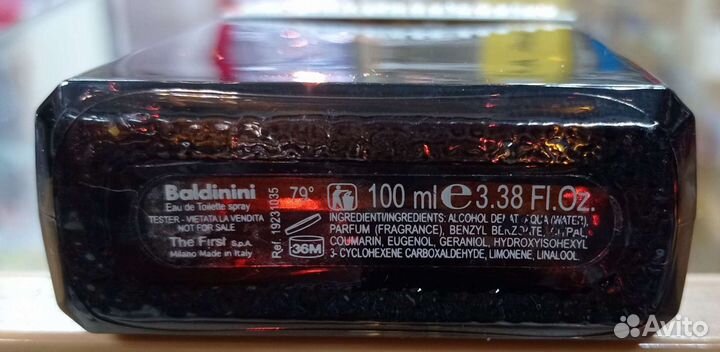 Baldinini
Eau de Toilette spray
TESTER - VIETATA LA VENDITA
NOT FOR SALE
The First S.p.A.
Milano Made in Italy
Ref. 19231035
79°
36M
100 ml e 3.38 Fl.Oz.
INGREDIENTI/INGREDIENTS: ALCOHOL DENAT. AQUA (WATER),
PARFUM (FRAGRANCE), BENZYL BENZOATE, CITRAL,
COUMARIN, EUGENOL, GERANIOL, HYDROXYISOHEXYL
3- CYCLOHEXENE CARBOXALDEHYDE, LIMONENE, LINALOOL.
Avito